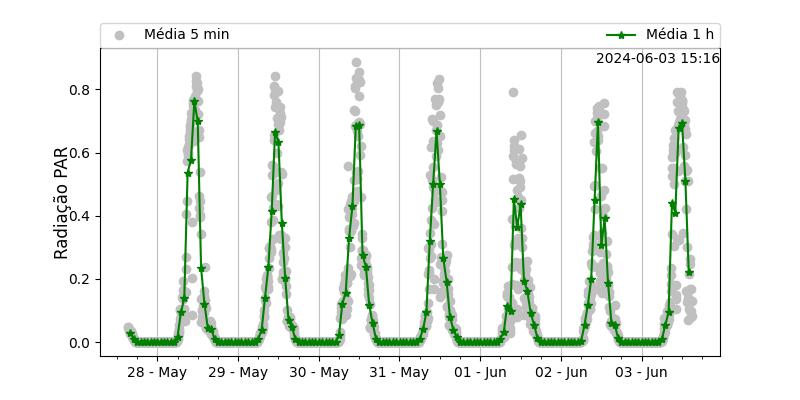 Média 5 min
Média 1 h
2024-06-03 15:16
Radiação PAR
0.8
0.6
0.4
0.2
0.0
28 - May
29 - May
30 - May
31 - May
01 - Jun
02 - Jun
03 - Jun